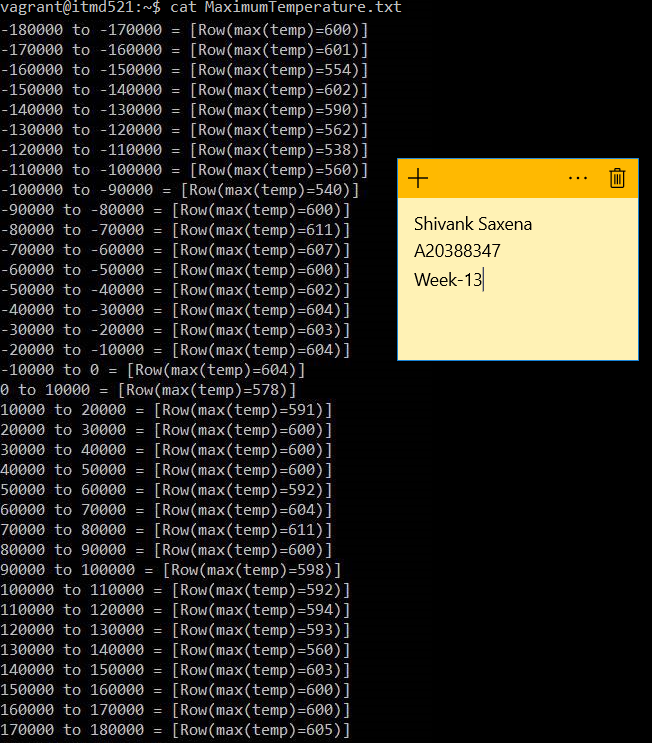 vagrant@itmd521:~$ cat MaximumTemperature.txt
-180000 to -170000 = [Row(max(temp)=600)]
-170000 to -160000 = [Row(max(temp)=601)]
-160000 to -150000 = [Row(max(temp)=554)]
-150000 to -140000 = [Row(max(temp)=602)]
-140000 to -130000 = [Row(max(temp)=590)]
-130000 to -120000 = [Row(max(temp)=562)]
-120000 to -110000 = [Row(max(temp)=538)]
-110000 to -100000 = [Row(max(temp)=560)]
-100000 to -90000 = [Row(max(temp)=540)]
-90000 to -80000 = [Row(max(temp)=600)]
-80000 to -70000 = [Row(max(temp)=611)]
-70000 to -60000 = [Row(max(temp)=607)]
-60000 to -50000 = [Row(max(temp)=600)]
-50000 to -40000 = [Row(max(temp)=602)]
-40000 to -30000 = [Row(max(temp)=604)]
-30000 to -20000 = [Row(max(temp)=603)]
-20000 to -10000 = [Row(max(temp)=604)]
-10000 to 0 = [Row(max(temp)=604)]
0 to 10000 = [Row(max(temp)=578)]
10000 to 20000 = [Row(max(temp)=591)]
20000 to 30000 = [Row(max(temp)=600)]
30000 to 40000 = [Row(max(temp)=600)]
40000 to 50000 = [Row(max(temp)=600)]
50000 to 60000 = [Row(max(temp)=592)]
60000 to 70000 = [Row(max(temp)=604)]
70000 to 80000 = [Row(max(temp)=611)]
80000 to 90000 = [Row(max(temp)=600)]
90000 to 100000 = [Row(max(temp)=598)]
100000 to 110000 = [Row(max(temp)=592)]
110000 to 120000 = [Row(max(temp)=594)]
120000 to 130000 = [Row(max(temp)=593)]
130000 to 140000 = [Row(max(temp)=560)]
140000 to 150000 = [Row(max(temp)=603)]
150000 to 160000 = [Row(max(temp)=600)]
160000 to 170000 = [Row(max(temp)=600)]
170000 to 180000 = [Row(max(temp)=605)]
Shivank Saxena
A20388347
Week-13